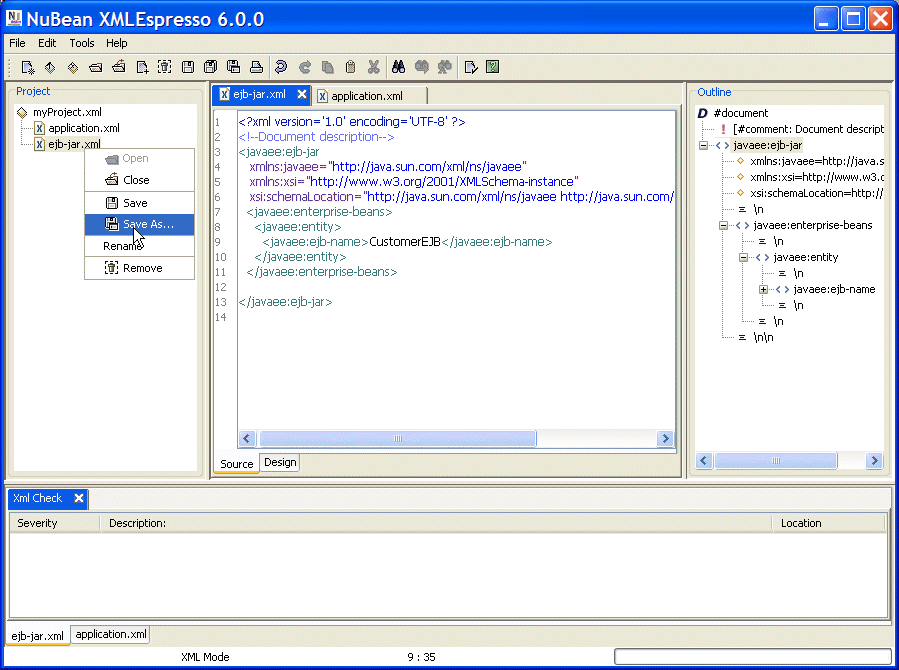 NuBean XMLEspresso 6.0.0
File Edit Tools Help
Project
myProject.xml
application.xml
ejb-jar.xml
Open
Close
Save
Save As...
Rename
Remove
ejb-jar.xml
application.xml
1 <?xml version='1.0' encoding='UTF-8' ?>
2 <!--Document description-->
3 <javaee:ejb-jar
4 xmlns:javaee="http://java.sun.com/xml/ns/javaee"
5 xmlns:xsi="http://www.w3.org/2001/XMLSchema-instance"
6 xsi:schemaLocation="http://java.sun.com/xml/ns/javaee http://java.sun.com/
7 <javaee:enterprise-beans>
8 <javaee:entity>
9 <javaee:ejb-name>CustomerEJB</javaee:ejb-name>
10 </javaee:entity>
11 </javaee:enterprise-beans>
12
13 </javaee:ejb-jar>
14
Source Design
Outline
D #document
! [#comment: Document descript
<> javaee:ejb-jar
xmlns:javaee=http://java.s
xmlns:xsi=http://www.w3.o
xsi:schemaLocation=http://
= \n
<> javaee:enterprise-beans
= \n
<> javaee:entity
= \n
<> javaee:ejb-name
= \n
= \n
= \n\n
Xml Check
Severity Description: Location
ejb-jar.xml application.xml
XML Mode 9 : 35